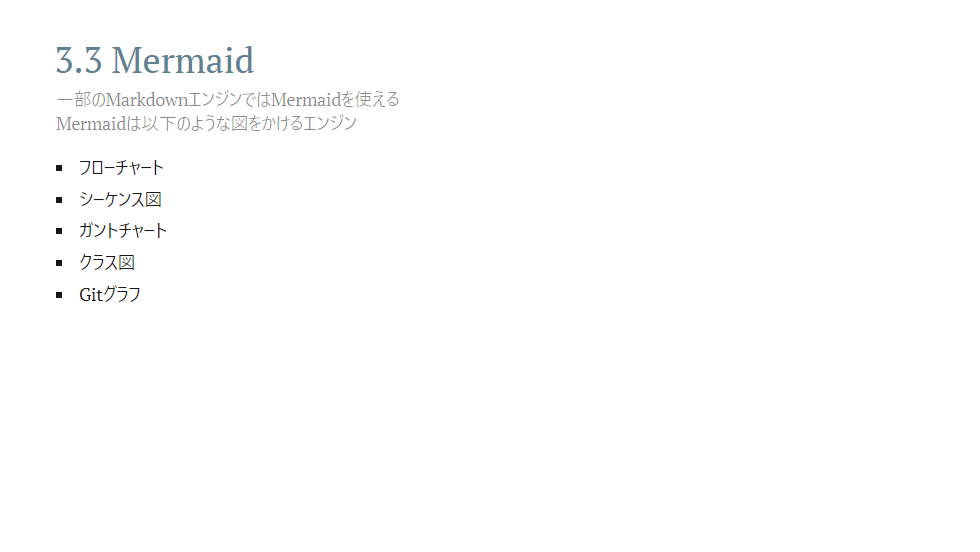 3.3 Mermaid
一部のMarkdownエンジンではMermaidを使える
Mermaidは以下のような図をかけるエンジン
フローチャート
シーケンス図
ガントチャート
クラス図
Gitグラフ